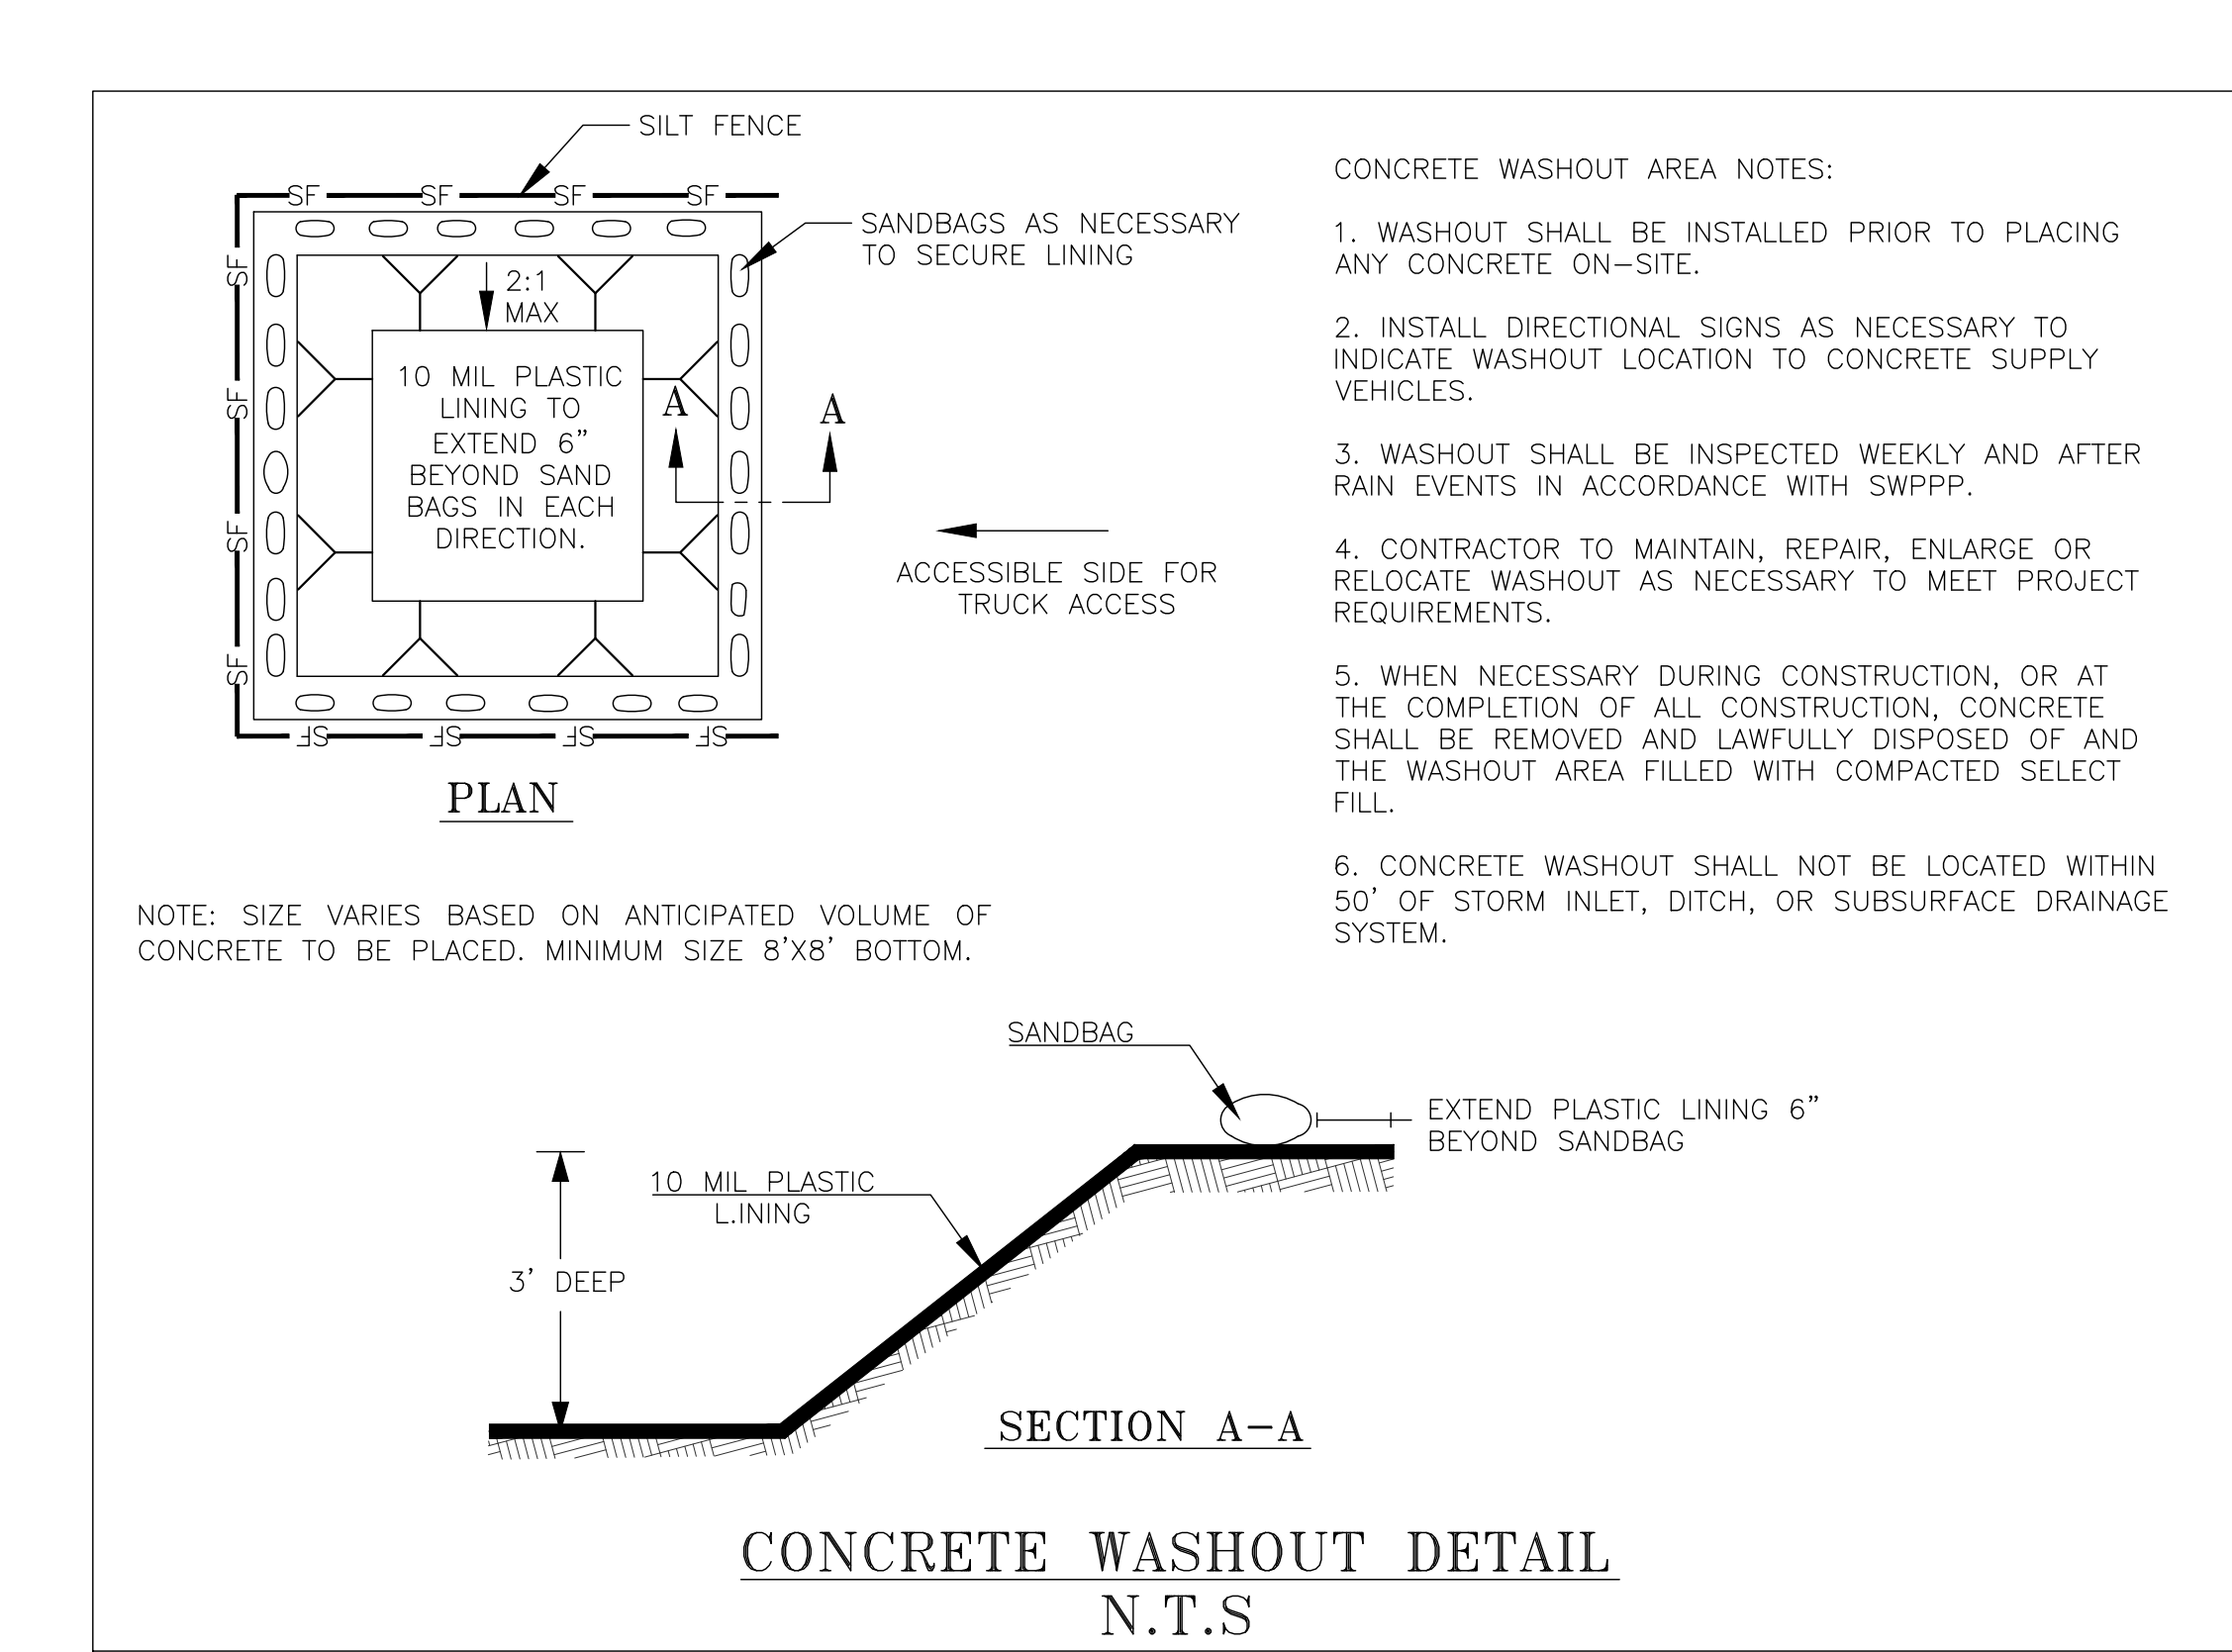 SILT FENCE
SF SF SF SF
SANDBAGS AS NECESSARY
TO SECURE LINING
SF
SF
SF
SF
2:1
MAX
10 MIL PLASTIC
LINING TO
EXTEND 6”
BEYOND SAND
BAGS IN EACH
DIRECTION.
A A
ACCESSIBLE SIDE FOR
TRUCK ACCESS
SF SF SF SF
PLAN
NOTE: SIZE VARIES BASED ON ANTICIPATED VOLUME OF
CONCRETE TO BE PLACED. MINIMUM SIZE 8’X8’ BOTTOM.
CONCRETE WASHOUT AREA NOTES:
1. WASHOUT SHALL BE INSTALLED PRIOR TO PLACING
ANY CONCRETE ON-SITE.
2. INSTALL DIRECTIONAL SIGNS AS NECESSARY TO
INDICATE WASHOUT LOCATION TO CONCRETE SUPPLY
VEHICLES.
3. WASHOUT SHALL BE INSPECTED WEEKLY AND AFTER
RAIN EVENTS IN ACCORDANCE WITH SWPPP.
4. CONTRACTOR TO MAINTAIN, REPAIR, ENLARGE OR
RELOCATE WASHOUT AS NECESSARY TO MEET PROJECT
REQUIREMENTS.
5. WHEN NECESSARY DURING CONSTRUCTION, OR AT
THE COMPLETION OF ALL CONSTRUCTION, CONCRETE
SHALL BE REMOVED AND LAWFULLY DISPOSED OF AND
THE WASHOUT AREA FILLED WITH COMPACTED SELECT
FILL.
6. CONCRETE WASHOUT SHALL NOT BE LOCATED WITHIN
50’ OF STORM INLET, DITCH, OR SUBSURFACE DRAINAGE
SYSTEM.
SANDBAG
EXTEND PLASTIC LINING 6”
BEYOND SANDBAG
10 MIL PLASTIC
L.INING
3’ DEEP
SECTION A-A
CONCRETE WASHOUT DETAIL
N.T.S